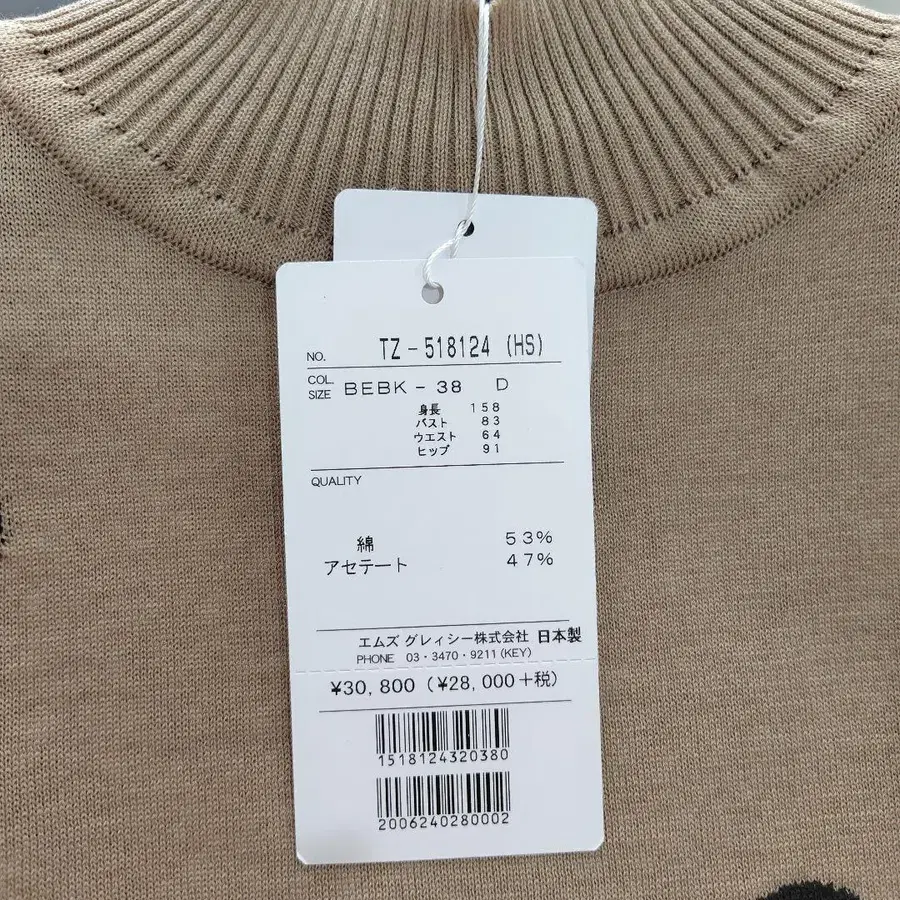 NO. TZ-518124 (HS)
COL.
SIZE BEBK-38 D
身長 158
バスト 83
ウエスト 64
ヒップ 91
QUALITY
綿 53%
アセテート 47%
エムズ グレィシー株式会社 日本製
PHONE 03・3470・9211(KEY)
¥30,800 (¥28,000+税)
1518124320380
2006240280002